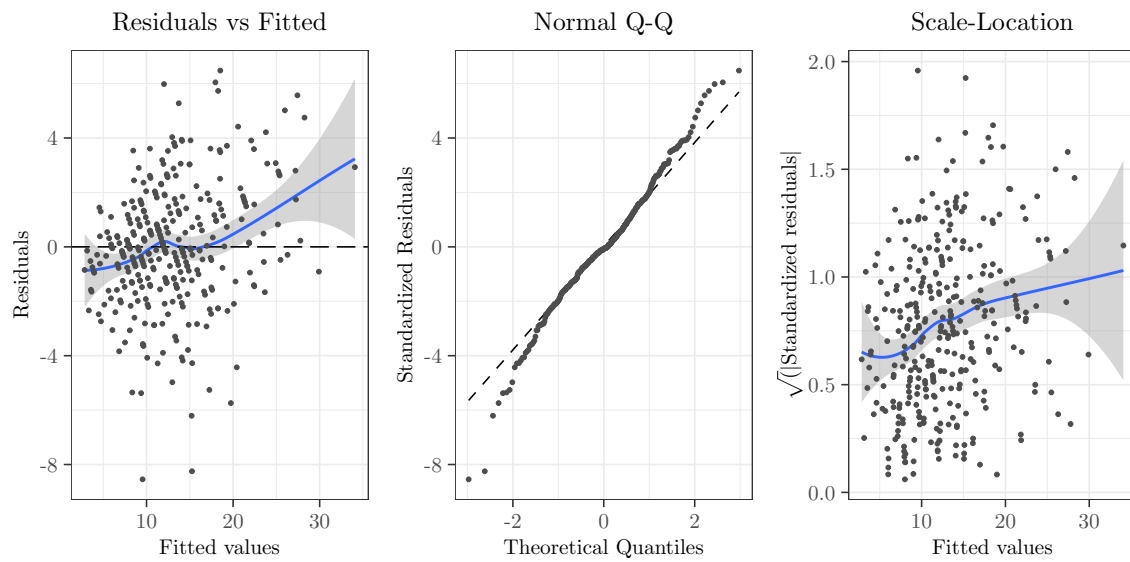 Residuals vs Fitted
Residuals
4
0
-4
-8
10 20 30
Fitted values
Normal Q-Q
Standardized Residuals
4
0
-4
-8
-2 0 2
Theoretical Quantiles
Scale-Location
√(|Standardized residuals|
2.0
1.5
1.0
0.5
0.0
10 20 30
Fitted values